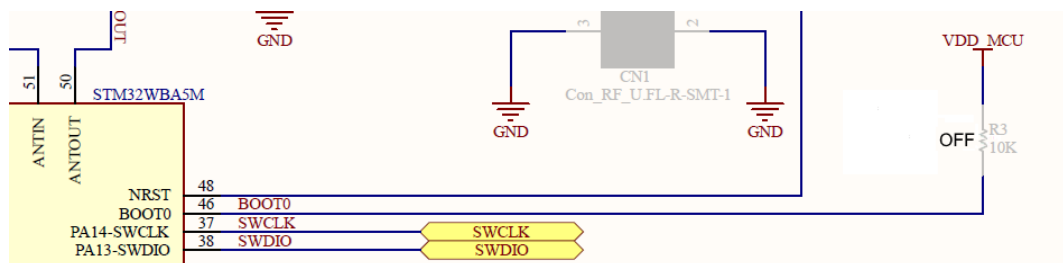 OUT
GND
3
2
CN1
Con_RF_U.FL-R-SMT-1
GND
GND
VDD_MCU
OFF
R3
10K
51
50
STM32WBA5M
ANTIN
ANTOUT
NRST
48
BOOT0
46
BOOT0
PA14-SWCLK
37
SWCLK
SWCLK
PA13-SWDIO
38
SWDIO
SWDIO